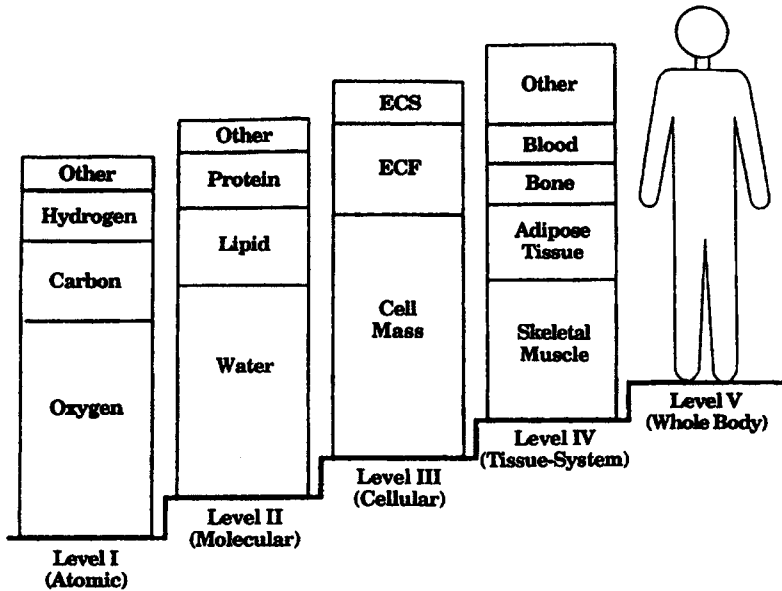 Other
Hydrogen
Carbon
Oxygen
Level I
(Atomic)
Other
Protein
Lipid
Water
Level II
(Molecular)
ECS
ECF
Cell
Mass
Level III
(Cellular)
Other
Blood
Bone
Adipose
Tissue
Skeletal
Muscle
Level IV
(Tissue-System)
Level V
(Whole Body)